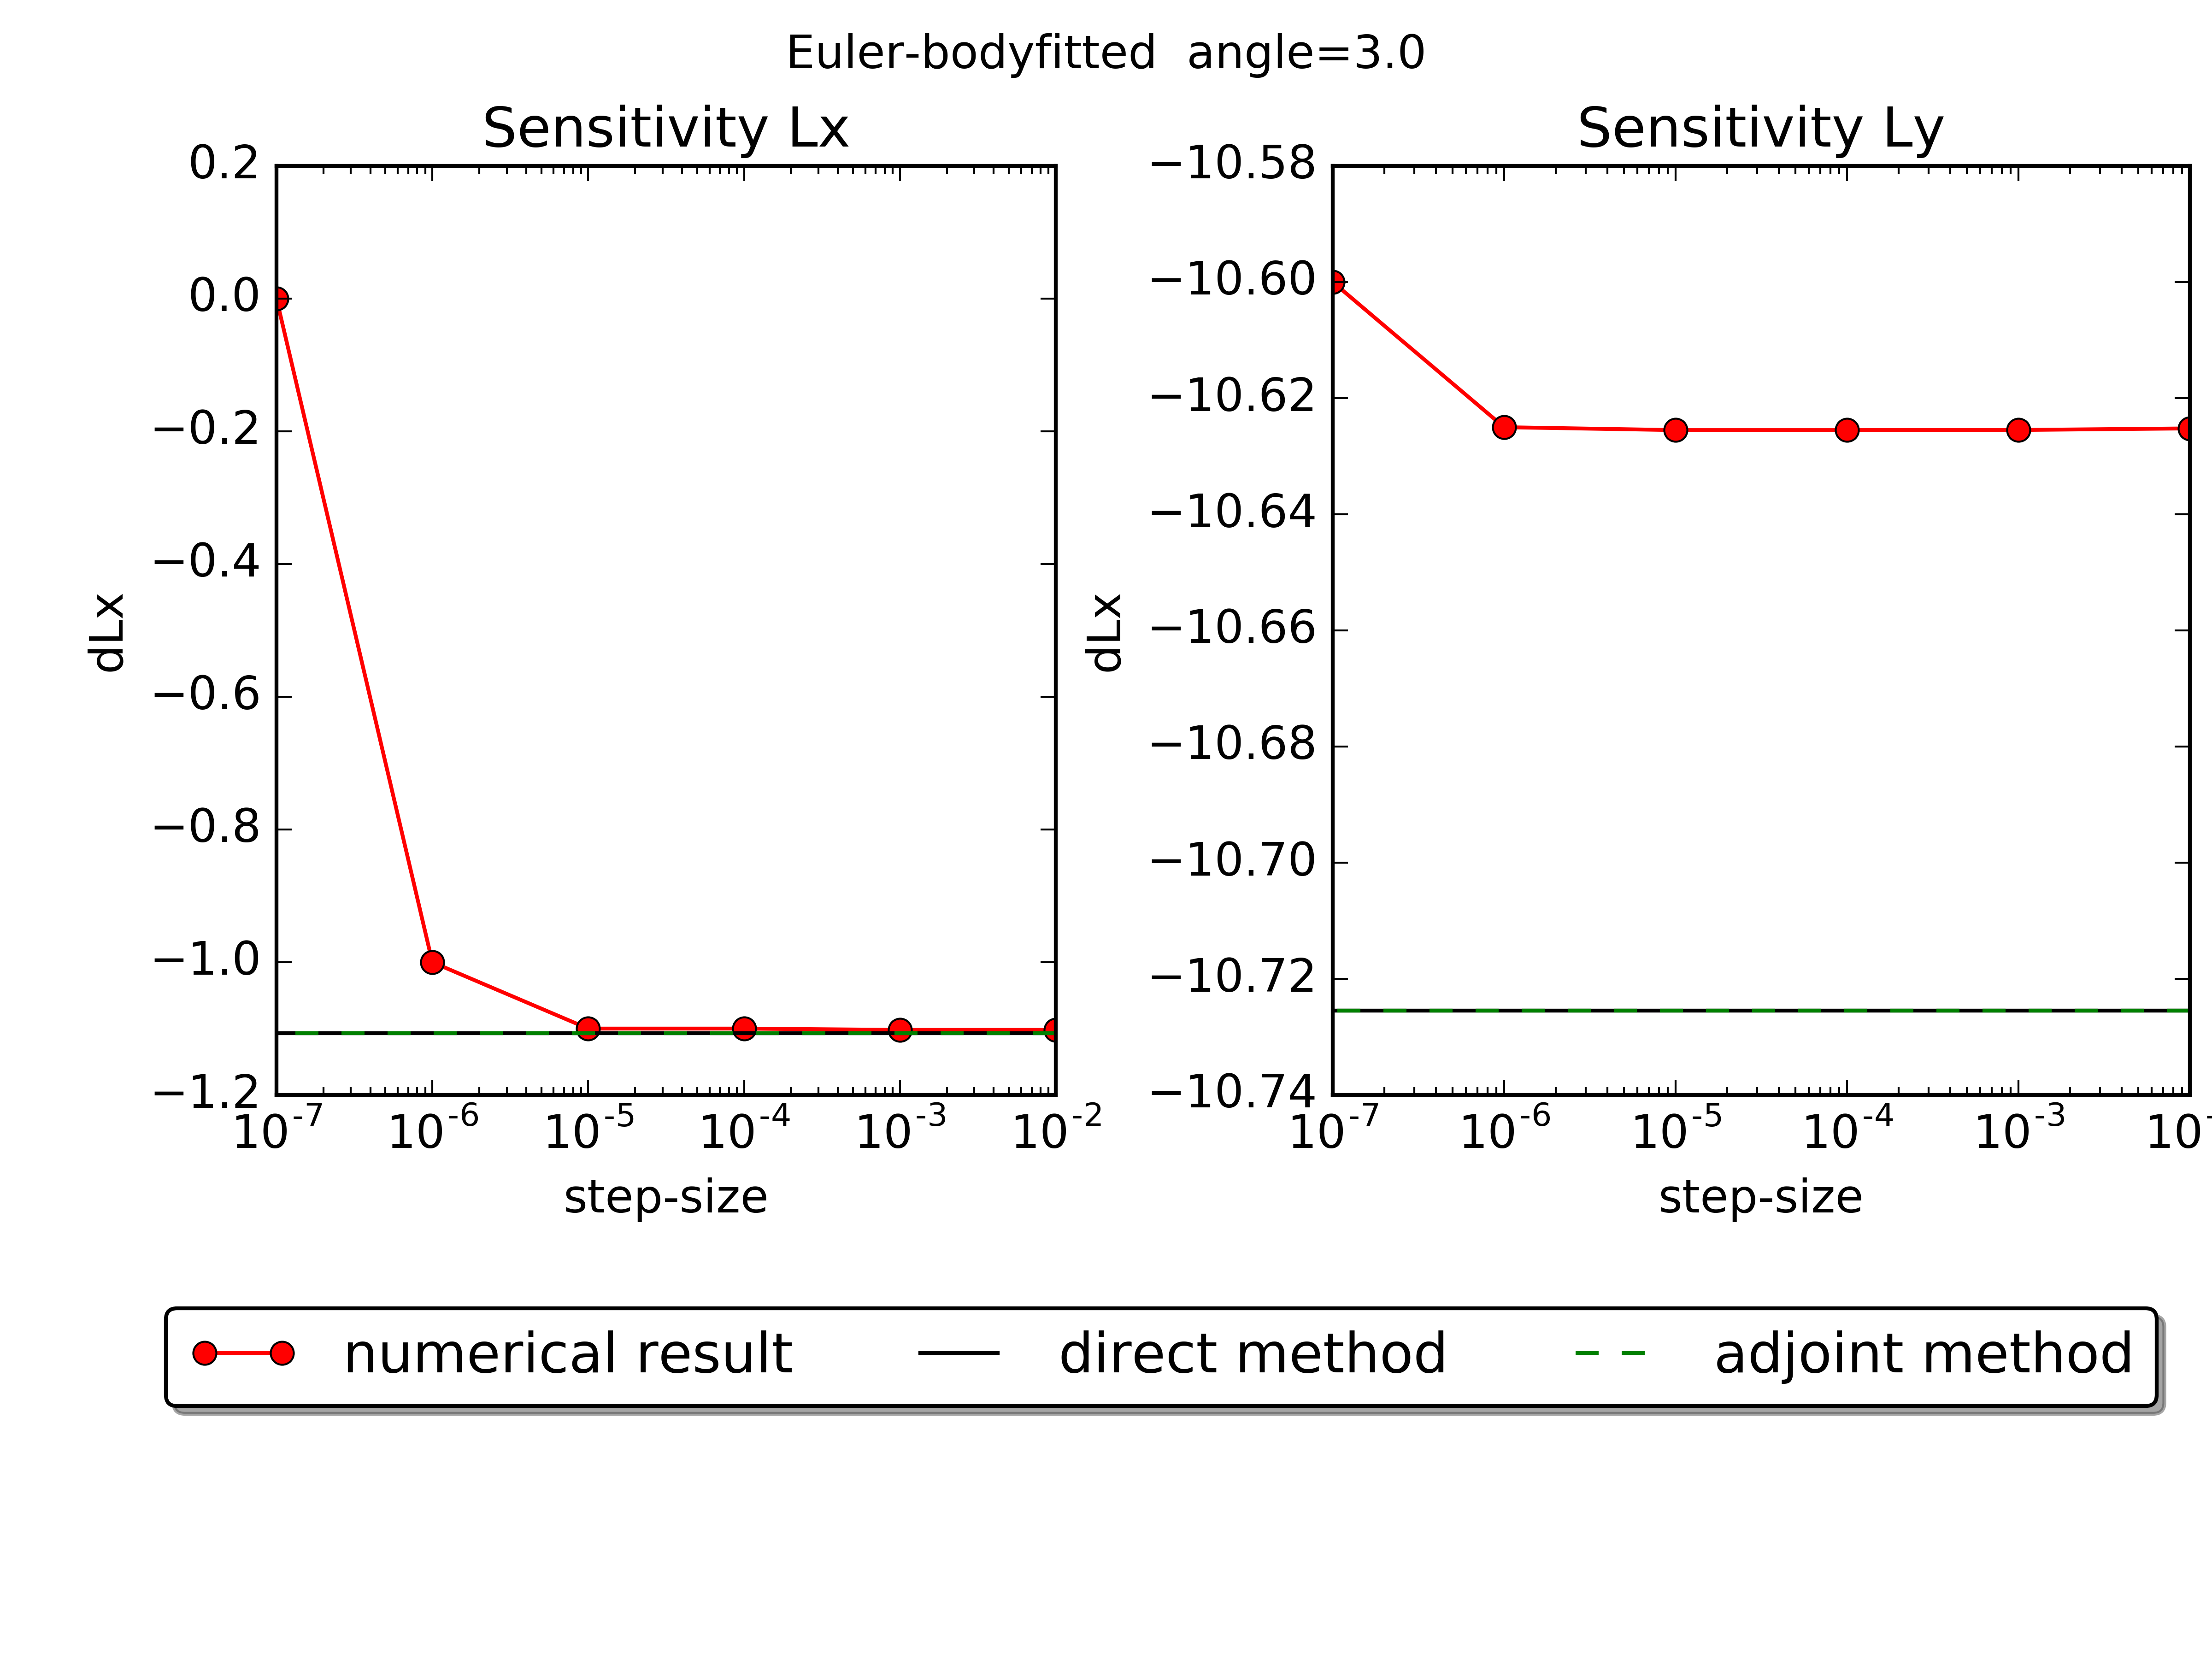 Euler-bodyfitted  angle=3.0
Sensitivity Lx
0.2
0.0
−0.2
−0.4
−0.6
−0.8
−1.0
−1.2
dLx
10^-7 10^-6 10^-5 10^-4 10^-3 10^-2
step-size
Sensitivity Ly
−10.58
−10.60
−10.62
−10.64
−10.66
−10.68
−10.70
−10.72
−10.74
dLx
10^-7 10^-6 10^-5 10^-4 10^-3 10^-
step-size
numerical result direct method adjoint method